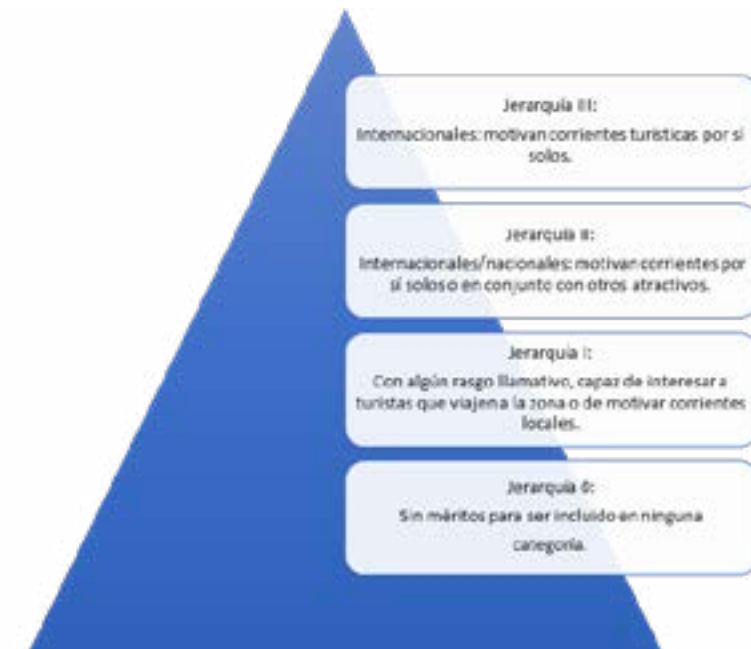 Jerarquía III:
Internacionales: motivan corrientes turísticas por sí
solos.
Jerarquía II:
Internacionales/nacionales: motivan corrientes por
sí solos o en conjunto con otros atractivos.
Jerarquía I:
Con algún rasgo llamativo, capaz de interesar a
turistas que viajen a la zona o de motivar corrientes
locales.
Jerarquía 0:
Sin méritos para ser incluido en ninguna
categoría.